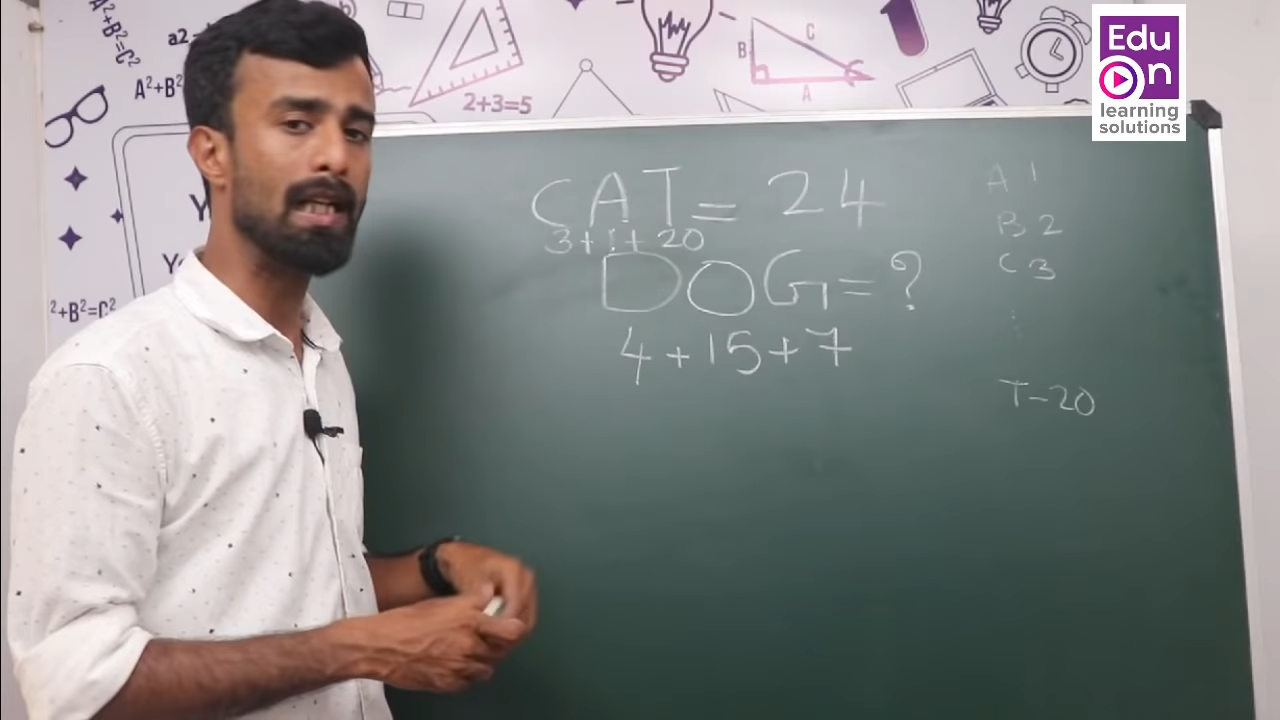 A²+B²=C²
a2=
A²+B²
2+3=5
B
C
A
Edu
On
learning
solutions
CAT = 24
3+1+20
DOG = ?
4+15+7
A 1
B 2
C 3
T-20
²+B²=C²